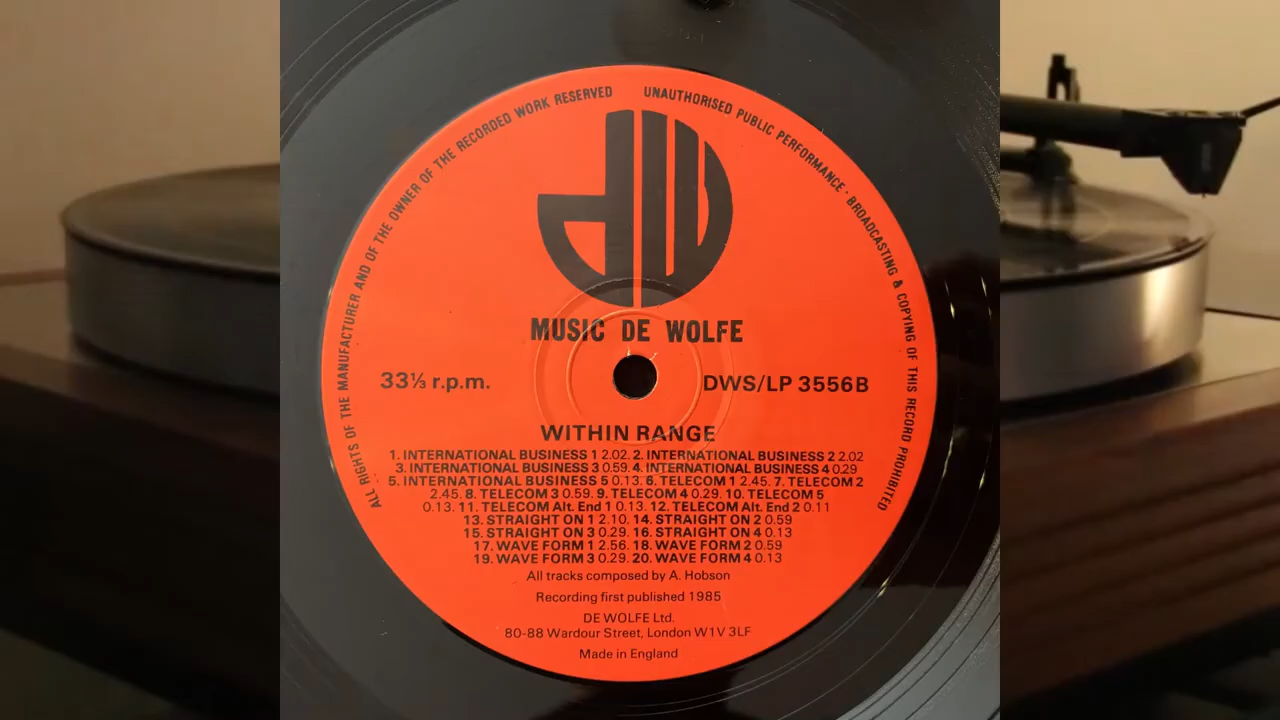 ALL RIGHTS OF THE MANUFACTURER AND OF THE OWNER OF THE RECORDED WORK RESERVED
UNAUTHORISED PUBLIC PERFORMANCE · BROADCASTING & COPYING OF THIS RECORD PROHIBITED
dW
MUSIC DE WOLFE
33⅓ r.p.m.
DWS/LP 3556B
WITHIN RANGE
1. INTERNATIONAL BUSINESS 1 2.02. 2. INTERNATIONAL BUSINESS 2 2.02
3. INTERNATIONAL BUSINESS 3 0.59. 4. INTERNATIONAL BUSINESS 4 0.29
5. INTERNATIONAL BUSINESS 5 0.13. 6. TELECOM 1 2.45. 7. TELECOM 2
2.45. 8. TELECOM 3 0.59. 9. TELECOM 4 0.29. 10. TELECOM 5
0.13. 11. TELECOM Alt. End 1 0.13. 12. TELECOM Alt. End 2 0.11
13. STRAIGHT ON 1 2.10. 14. STRAIGHT ON 2 0.59
15. STRAIGHT ON 3 0.29. 16. STRAIGHT ON 4 0.13
17. WAVE FORM 1 2.56. 18. WAVE FORM 2 0.59
19. WAVE FORM 3 0.29. 20. WAVE FORM 4 0.13
All tracks composed by A. Hobson
Recording first published 1985
DE WOLFE Ltd.
80-88 Wardour Street, London W1V 3LF
Made in England